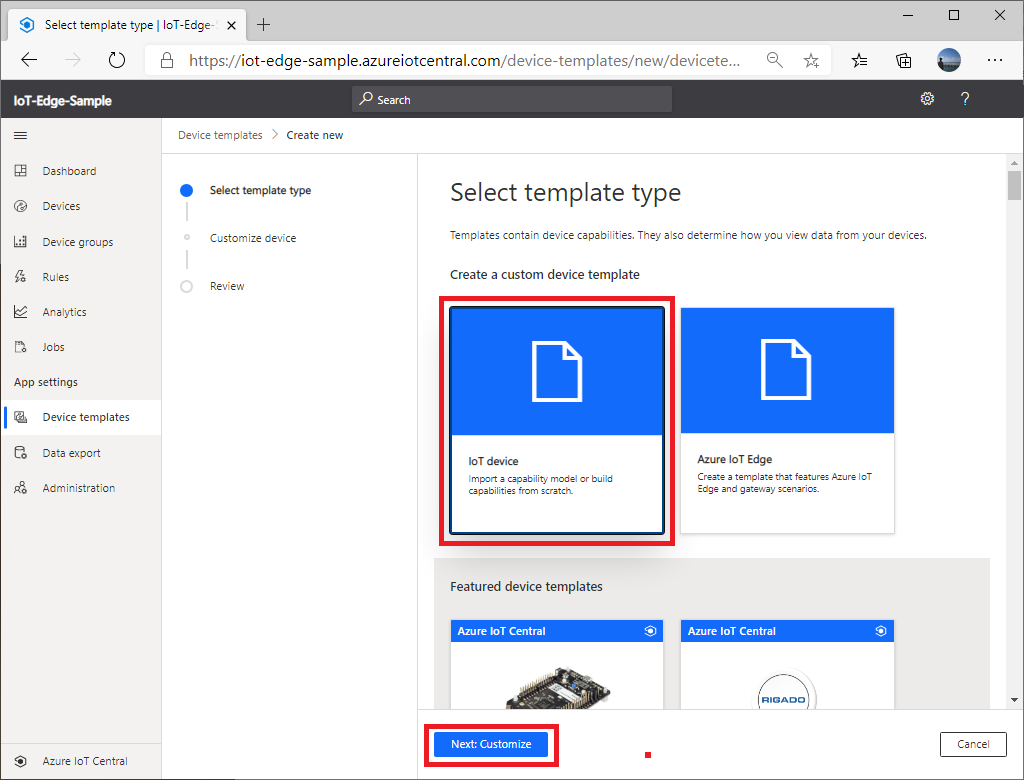 Select template type | IoT-Edge-S
https://iot-edge-sample.azureiotcentral.com/device-templates/new/devicete...
IoT-Edge-Sample
Search
?
Device templates > Create new
Dashboard
Devices
Device groups
Rules
Analytics
Jobs
App settings
Device templates
Data export
Administration
Azure IoT Central
Select template type
Customize device
Review
Select template type
Templates contain device capabilities. They also determine how you view data from your devices.
Create a custom device template
IoT device
Import a capability model or build
capabilities from scratch.
Azure IoT Edge
Create a template that features Azure IoT
Edge and gateway scenarios.
Featured device templates
Azure IoT Central
Azure IoT Central
RIGADO
Next: Customize
Cancel